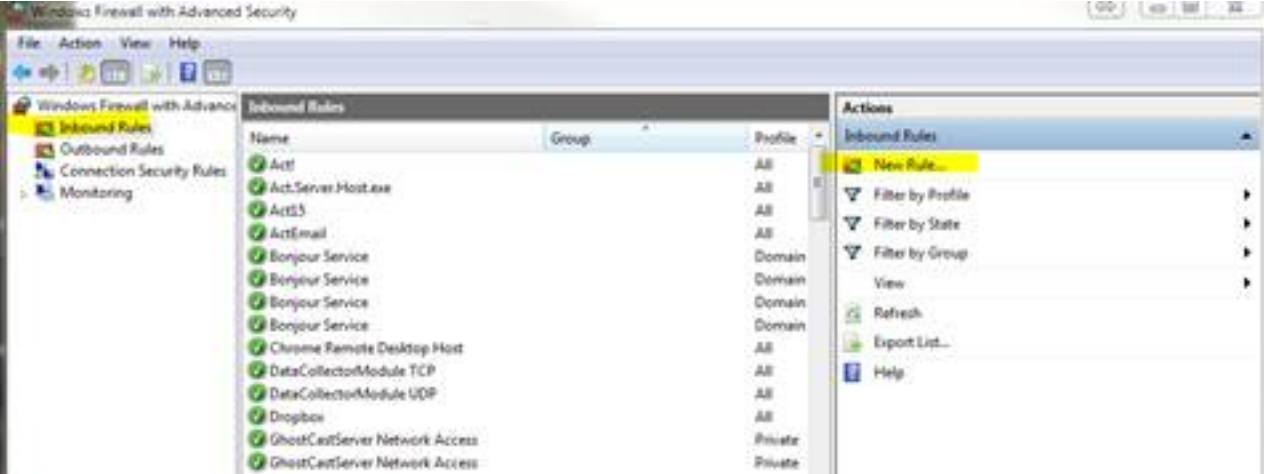 Windows Firewall with Advanced Security
File Action View Help
Windows Firewall with Advance
Inbound Rules
Outbound Rules
Connection Security Rules
Monitoring
Inbound Rules
Name Group Profile
Act! All
Act.Server.Host.exe All
Act15 All
ActEmail All
Bonjour Service Domain
Bonjour Service Domain
Bonjour Service Domain
Bonjour Service Domain
Chrome Remote Desktop Host All
DataCollectorModule TCP All
DataCollectorModule UDP All
Dropbox All
GhostCastServer Network Access Private
GhostCastServer Network Access Private
Actions
Inbound Rules
New Rule...
Filter by Profile
Filter by State
Filter by Group
View
Refresh
Export List...
Help